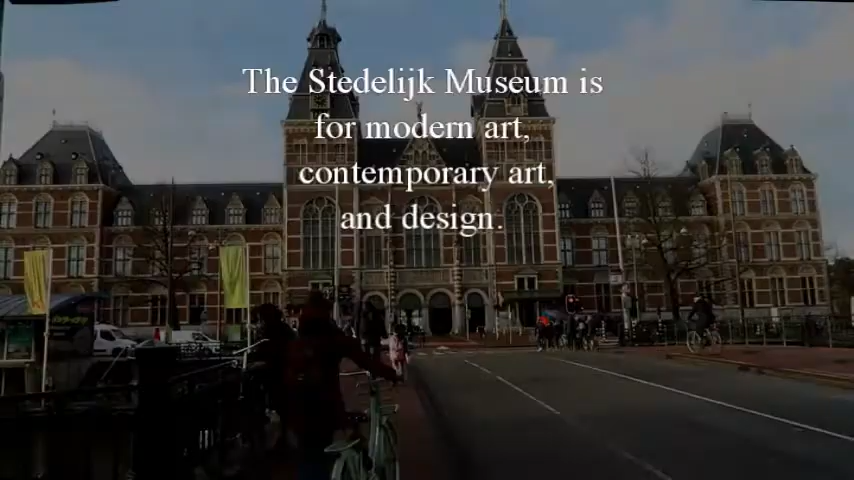 The Stedelijk Museum is
for modern art,
contemporary art,
and design.